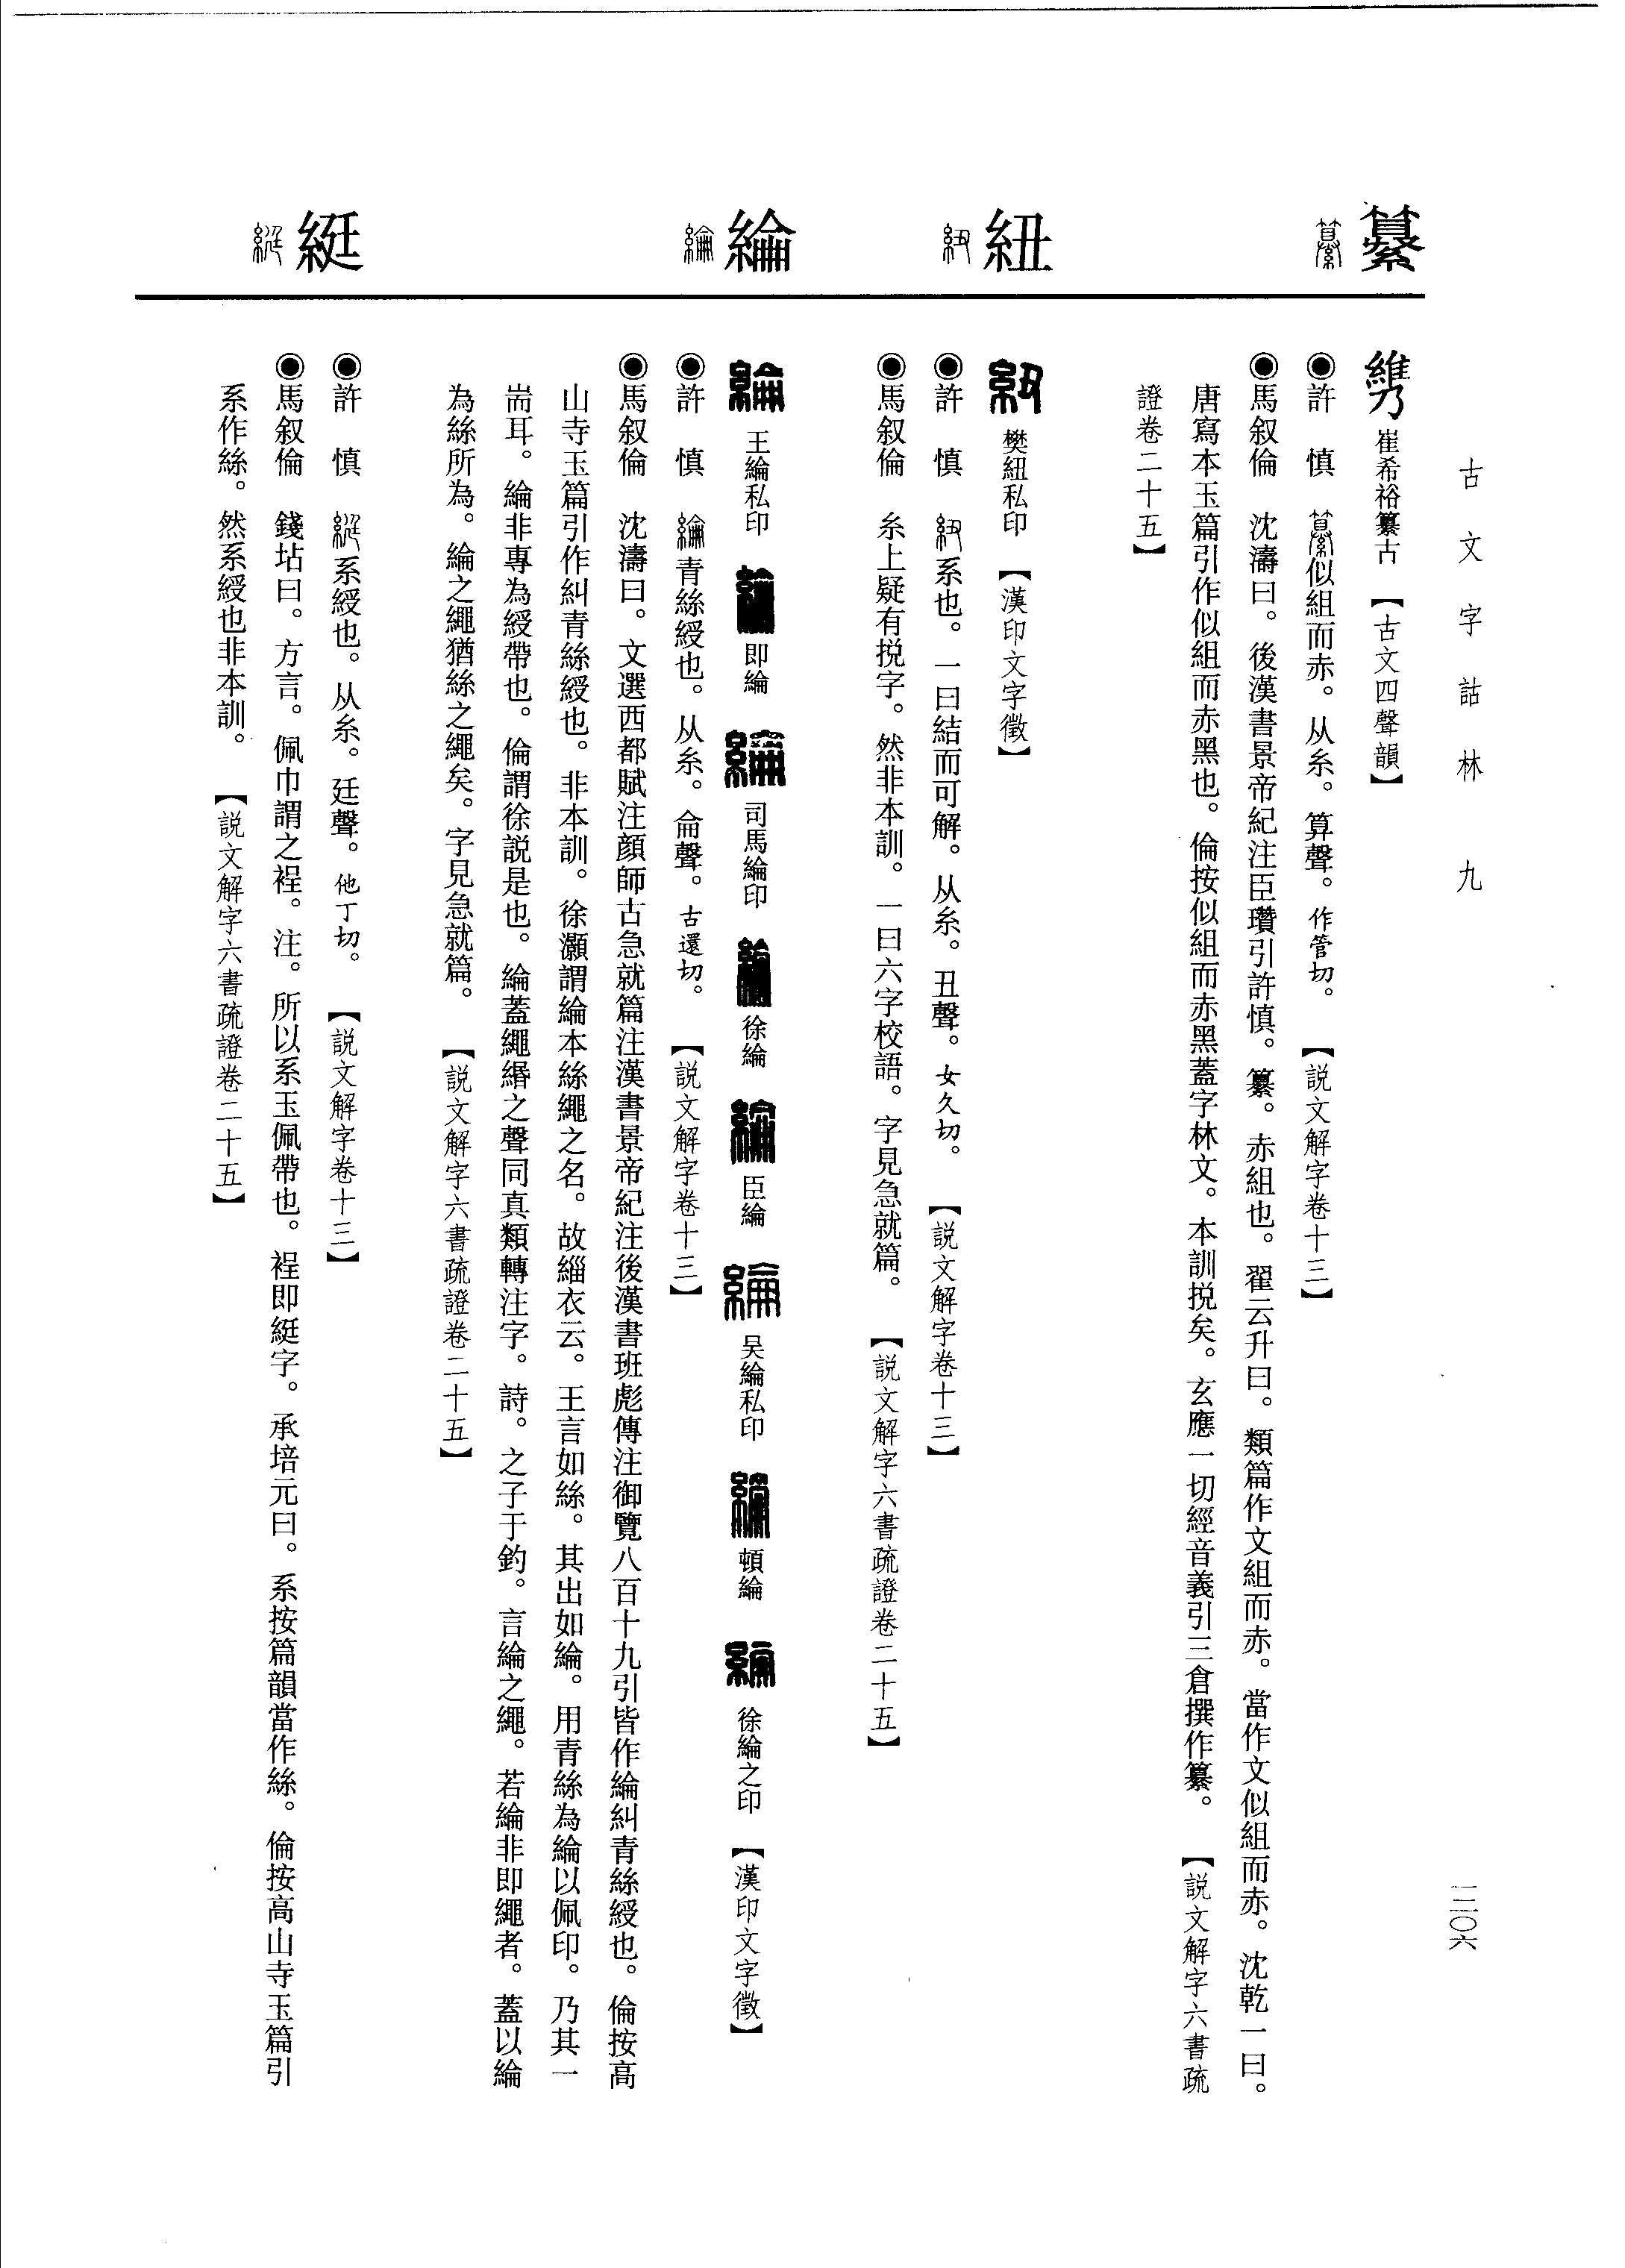 古文字詁林 九
一二〇六
纂
崔希裕纂古 【古文四聲韻】
◉許 慎 似組而赤。从糸。算聲。作管切。 【説文解字卷十三】
◉馬叙倫 沈濤曰。後漢書景帝紀注臣瓚引許慎。纂。赤組也。翟云升曰。類篇作文組而赤。當作文似組而赤。沈乾一曰。
唐寫本玉篇引作似組而赤黑也。倫按似組而赤黑蓋字林文。本訓捝矣。玄應一切經音義引三倉撰作纂。 【説文解字六書疏
證卷二十五】
紐
樊紐私印 【漢印文字徵】
◉許 慎 系也。一曰結而可解。从糸。丑聲。女久切。 【説文解字卷十三】
◉馬叙倫 糸上疑有捝字。然非本訓。一曰六字校語。字見急就篇。 【説文解字六書疏證卷二十五】
綸
王綸私印 即綸 司馬綸印 徐綸 臣綸 吴綸私印 頓綸 徐綸之印 【漢印文字徵】
◉許 慎 青絲綬也。从糸。侖聲。古還切。 【説文解字卷十三】
◉馬叙倫 沈濤曰。文選西都賦注顔師古急就篇注漢書景帝紀注後漢書班彪傳注御覽八百十九引皆作綸糾青絲綬也。倫按高
山寺玉篇引作糾青絲綬也。非本訓。徐灝謂綸本絲繩之名。故緇衣云。王言如絲。其出如綸。用青絲為綸以佩印。乃其一
耑耳。綸非專為綬帶也。倫謂徐説是也。綸蓋繩緡之聲同真類轉注字。詩。之子于釣。言綸之繩。若綸非即繩者。蓋以綸
為絲所為。綸之繩猶絲之繩矣。字見急就篇。 【説文解字六書疏證卷二十五】
綎
◉許 慎 系綬也。从糸。廷聲。他丁切。 【説文解字卷十三】
◉馬叙倫 錢坫曰。方言。佩巾謂之裎。注。所以系玉佩帶也。裎即綎字。承培元曰。系按篇韻當作絲。倫按高山寺玉篇引
系作絲。然系綬也非本訓。 【説文解字六書疏證卷二十五】